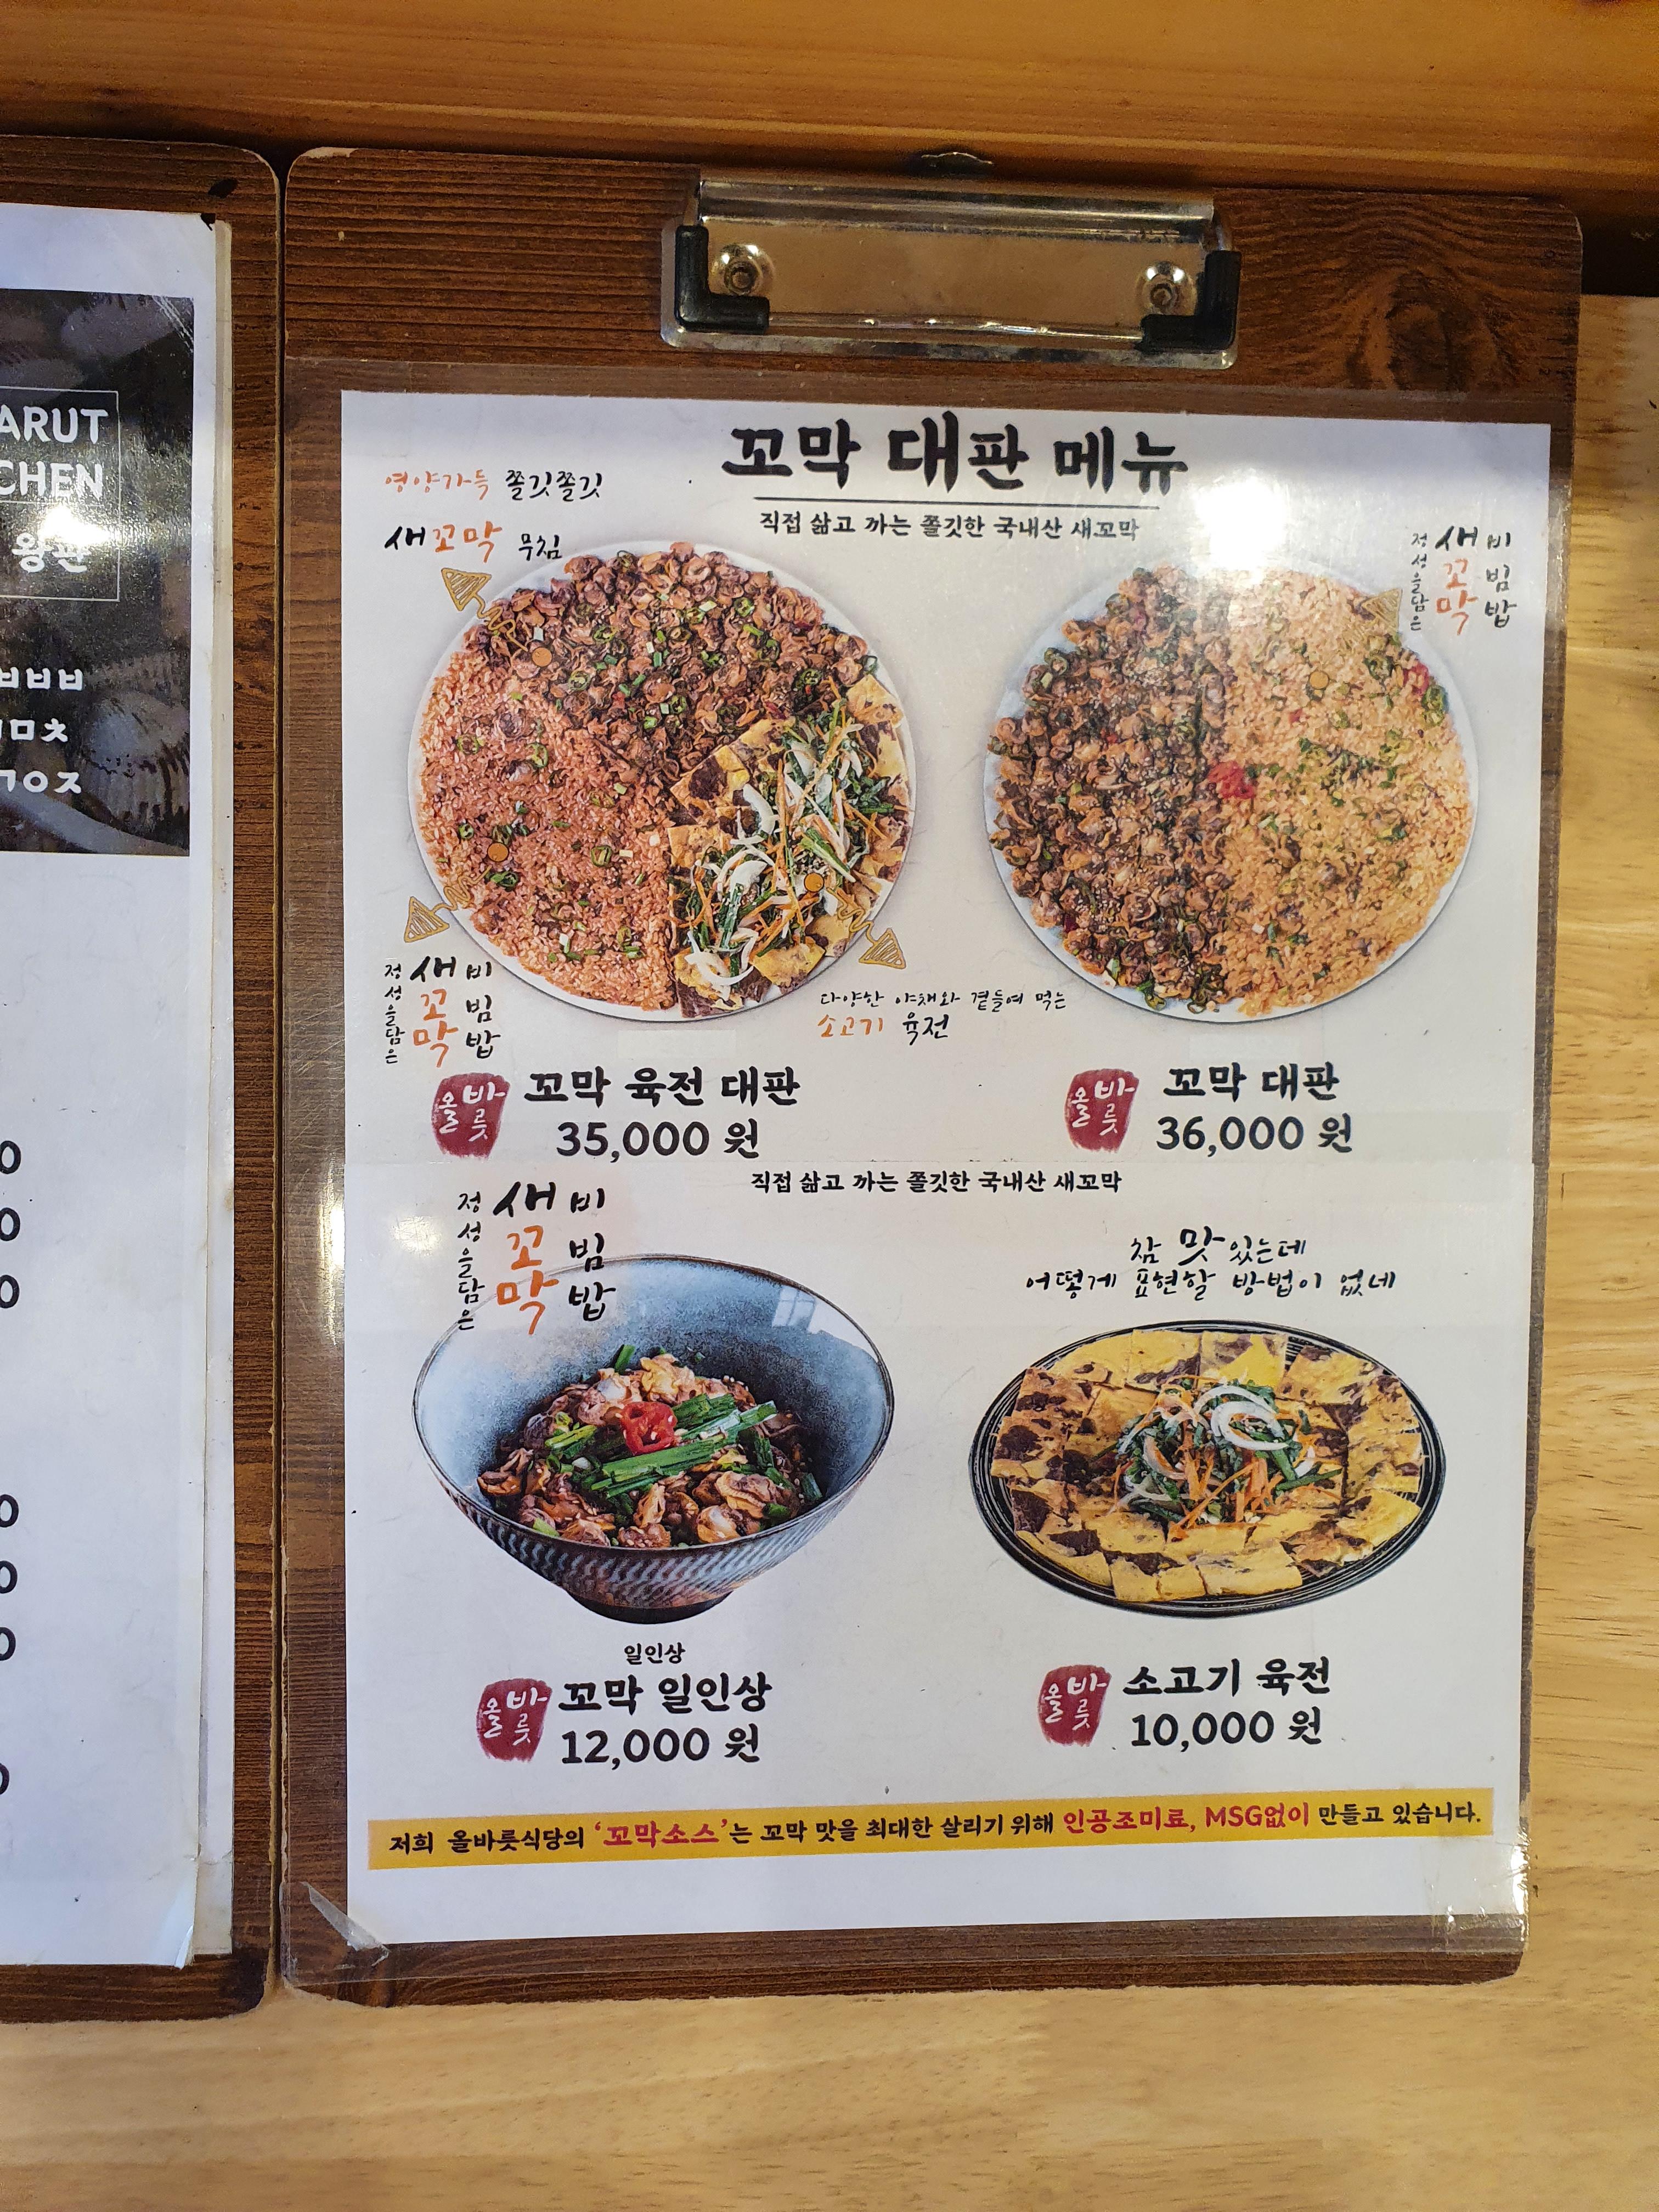 ARUT
CHEN
왕판
ㅂㅂㅂ
ㅁㅊ
ㄱㅇㅈ
꼬막 대판 메뉴
직접 삶고 까는 쫄깃한 국내산 새꼬막
영양가득 쫄깃쫄깃
새꼬막 무침
정성을담은 새꼬막 비빔밥
정성을담은 새꼬막 비빔밥
다양한 야채와 곁들여 먹는
소고기 육전
올바릇 꼬막 육전 대판
35,000 원
올바릇 꼬막 대판
36,000 원
직접 삶고 까는 쫄깃한 국내산 새꼬막
정성을담은 새꼬막 비빔밥
참 맛있는데
어떻게 표현할 방법이 없네
일인상
올바릇 꼬막 일인상
12,000 원
올바릇 소고기 육전
10,000 원
저희 올바릇식당의 '꼬막소스'는 꼬막 맛을 최대한 살리기 위해 인공조미료, MSG없이 만들고 있습니다.